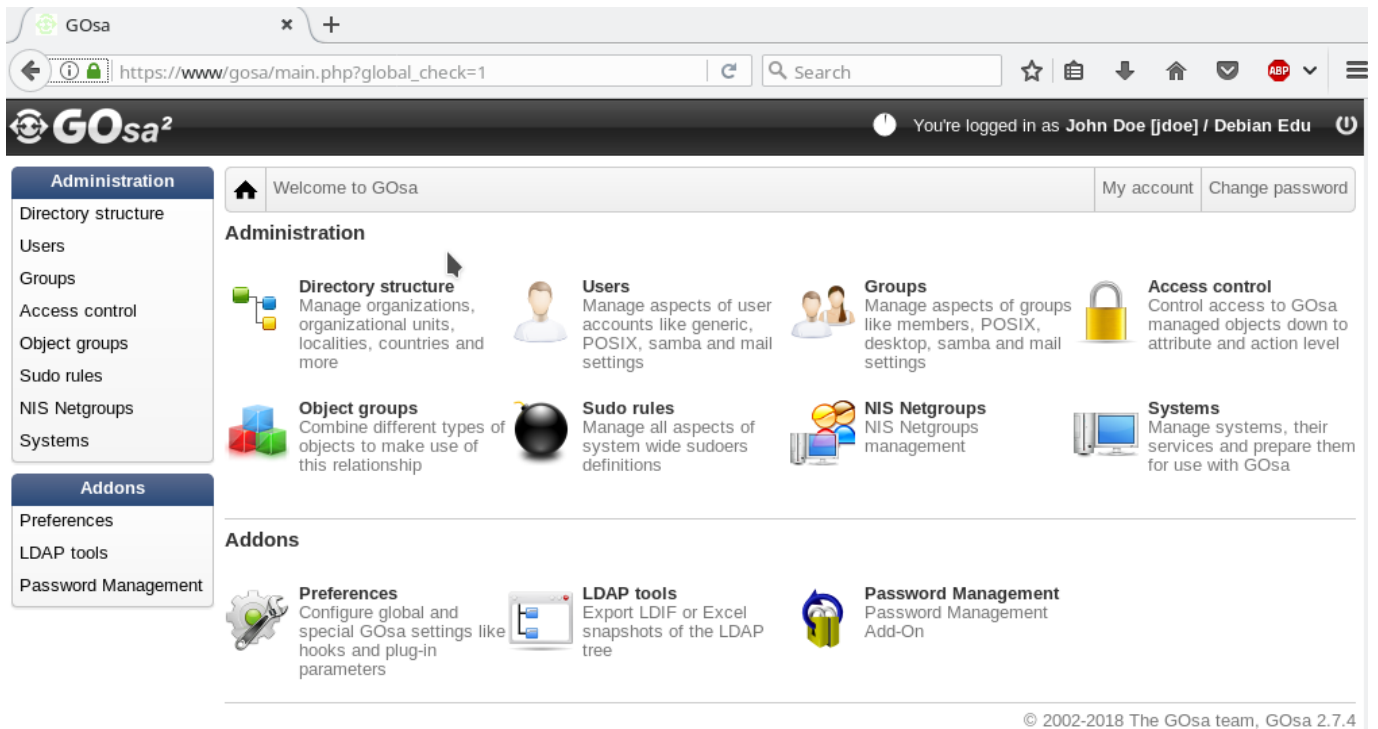 GOsa
https://www/gosa/main.php?global_check=1
Search
ABP
GOsa²
You're logged in as John Doe [jdoe] / Debian Edu
Administration
Directory structure
Users
Groups
Access control
Object groups
Sudo rules
NIS Netgroups
Systems
Addons
Preferences
LDAP tools
Password Management
Welcome to GOsa
My account
Change password
Administration
Directory structure
Manage organizations,
organizational units,
localities, countries and
more
Users
Manage aspects of user
accounts like generic,
POSIX, samba and mail
settings
Groups
Manage aspects of groups
like members, POSIX,
desktop, samba and mail
settings
Access control
Control access to GOsa
managed objects down to
attribute and action level
Object groups
Combine different types of
objects to make use of
this relationship
Sudo rules
Manage all aspects of
system wide sudoers
definitions
NIS Netgroups
NIS Netgroups
management
Systems
Manage systems, their
services and prepare them
for use with GOsa
Addons
Preferences
Configure global and
special GOsa settings like
hooks and plug-in
parameters
LDAP tools
Export LDIF or Excel
snapshots of the LDAP
tree
Password Management
Password Management
Add-On
© 2002-2018 The GOsa team, GOsa 2.7.4